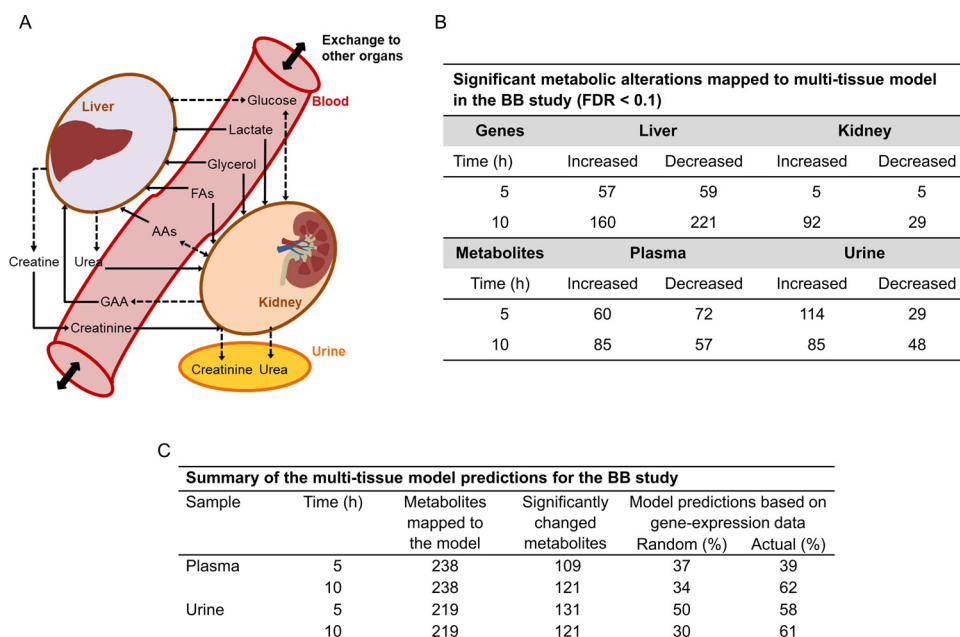 A
Exchange to
other organs
Liver
Glucose
Blood
Lactate
Glycerol
FAs
AAs
Creatine
Urea
GAA
Kidney
Creatinine
Urine
Creatinine Urea
B
Significant metabolic alterations mapped to multi-tissue model
in the BB study (FDR < 0.1)
Genes Liver Kidney
Time (h) Increased Decreased Increased Decreased
5 57 59 5 5
10 160 221 92 29
Metabolites Plasma Urine
Time (h) Increased Decreased Increased Decreased
5 60 72 114 29
10 85 57 85 48
C
Summary of the multi-tissue model predictions for the BB study
Sample Time (h) Metabolites Significantly Model predictions based on
mapped to changed gene-expression data
the model metabolites Random (%) Actual (%)
Plasma 5 238 109 37 39
10 238 121 34 62
Urine 5 219 131 50 58
10 219 121 30 61